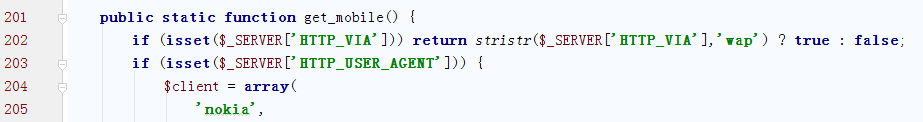 201 public static function get_mobile() {
202 if (isset($_SERVER['HTTP_VIA'])) return stristr($_SERVER['HTTP_VIA'],'wap') ? true : false;
203 if (isset($_SERVER['HTTP_USER_AGENT'])) {
204 $client = array(
205 'nokia',